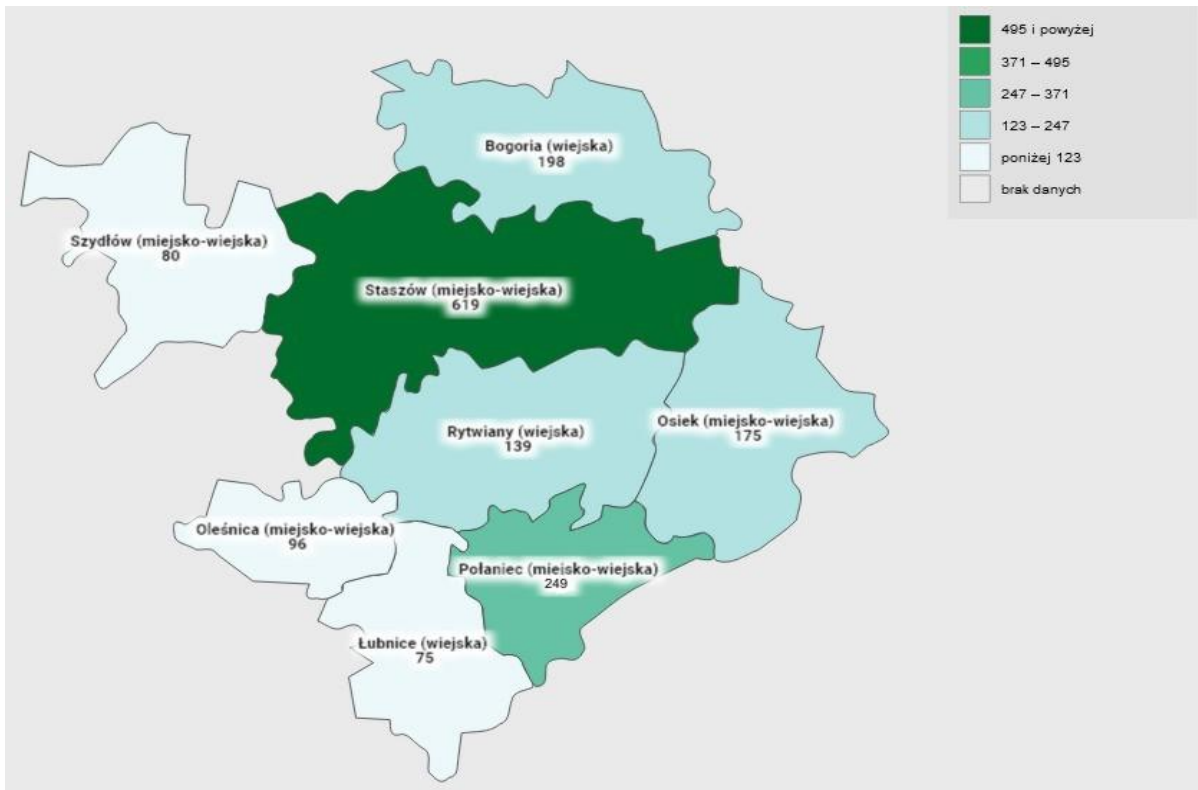 495 i powyżej
371 – 495
247 – 371
123 – 247
poniżej 123
brak danych
Bogoria (wiejska)
198
Szydłów (miejsko-wiejska)
80
Staszów (miejsko-wiejska)
619
Osiek (miejsko-wiejska)
175
Rytwiany (wiejska)
139
Oleśnica (miejsko-wiejska)
96
Połaniec (miejsko-wiejska)
249
Łubnice (wiejska)
75